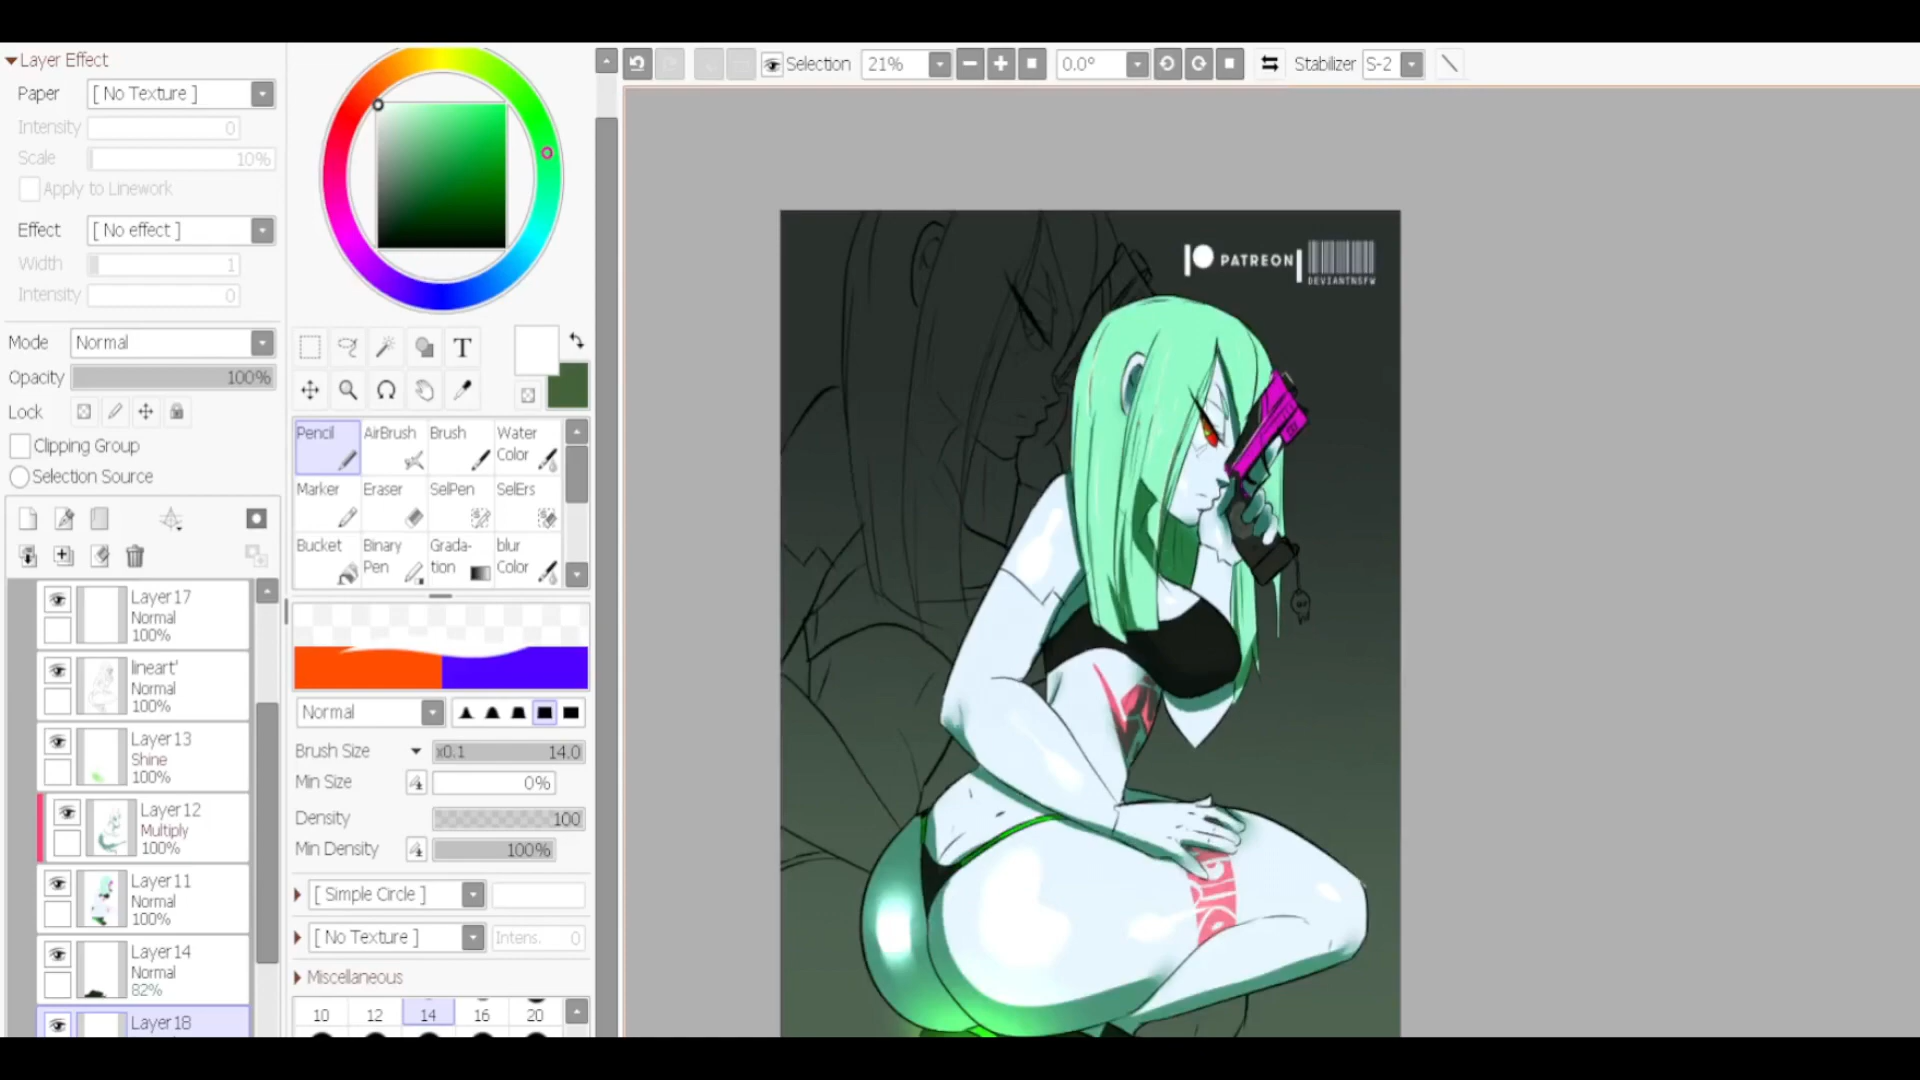 Layer Effect
Paper [ No Texture ]
Intensity 0
Scale 10%
Apply to Linework
Effect [ No effect ]
Width 1
Intensity 0
Mode Normal
Opacity 100%
Lock
Clipping Group
Selection Source
Layer17
Normal
100%
lineart'
Normal
100%
Layer13
Shine
100%
Layer12
Multiply
100%
Layer11
Normal
100%
Layer14
Normal
82%
Layer18
T
Pencil AirBrush Brush Water Color
Marker Eraser SelPen SelErs
Bucket Binary Pen Grada-tion blur Color
Normal
Brush Size x0.1 14.0
Min Size 0%
Density 100
Min Density 100%
[ Simple Circle ]
[ No Texture ] Intens. 0
Miscellaneous
10 12 14 16 20
Selection 21% 0.0° Stabilizer S-2
PATREON
DEVIANTNSFW